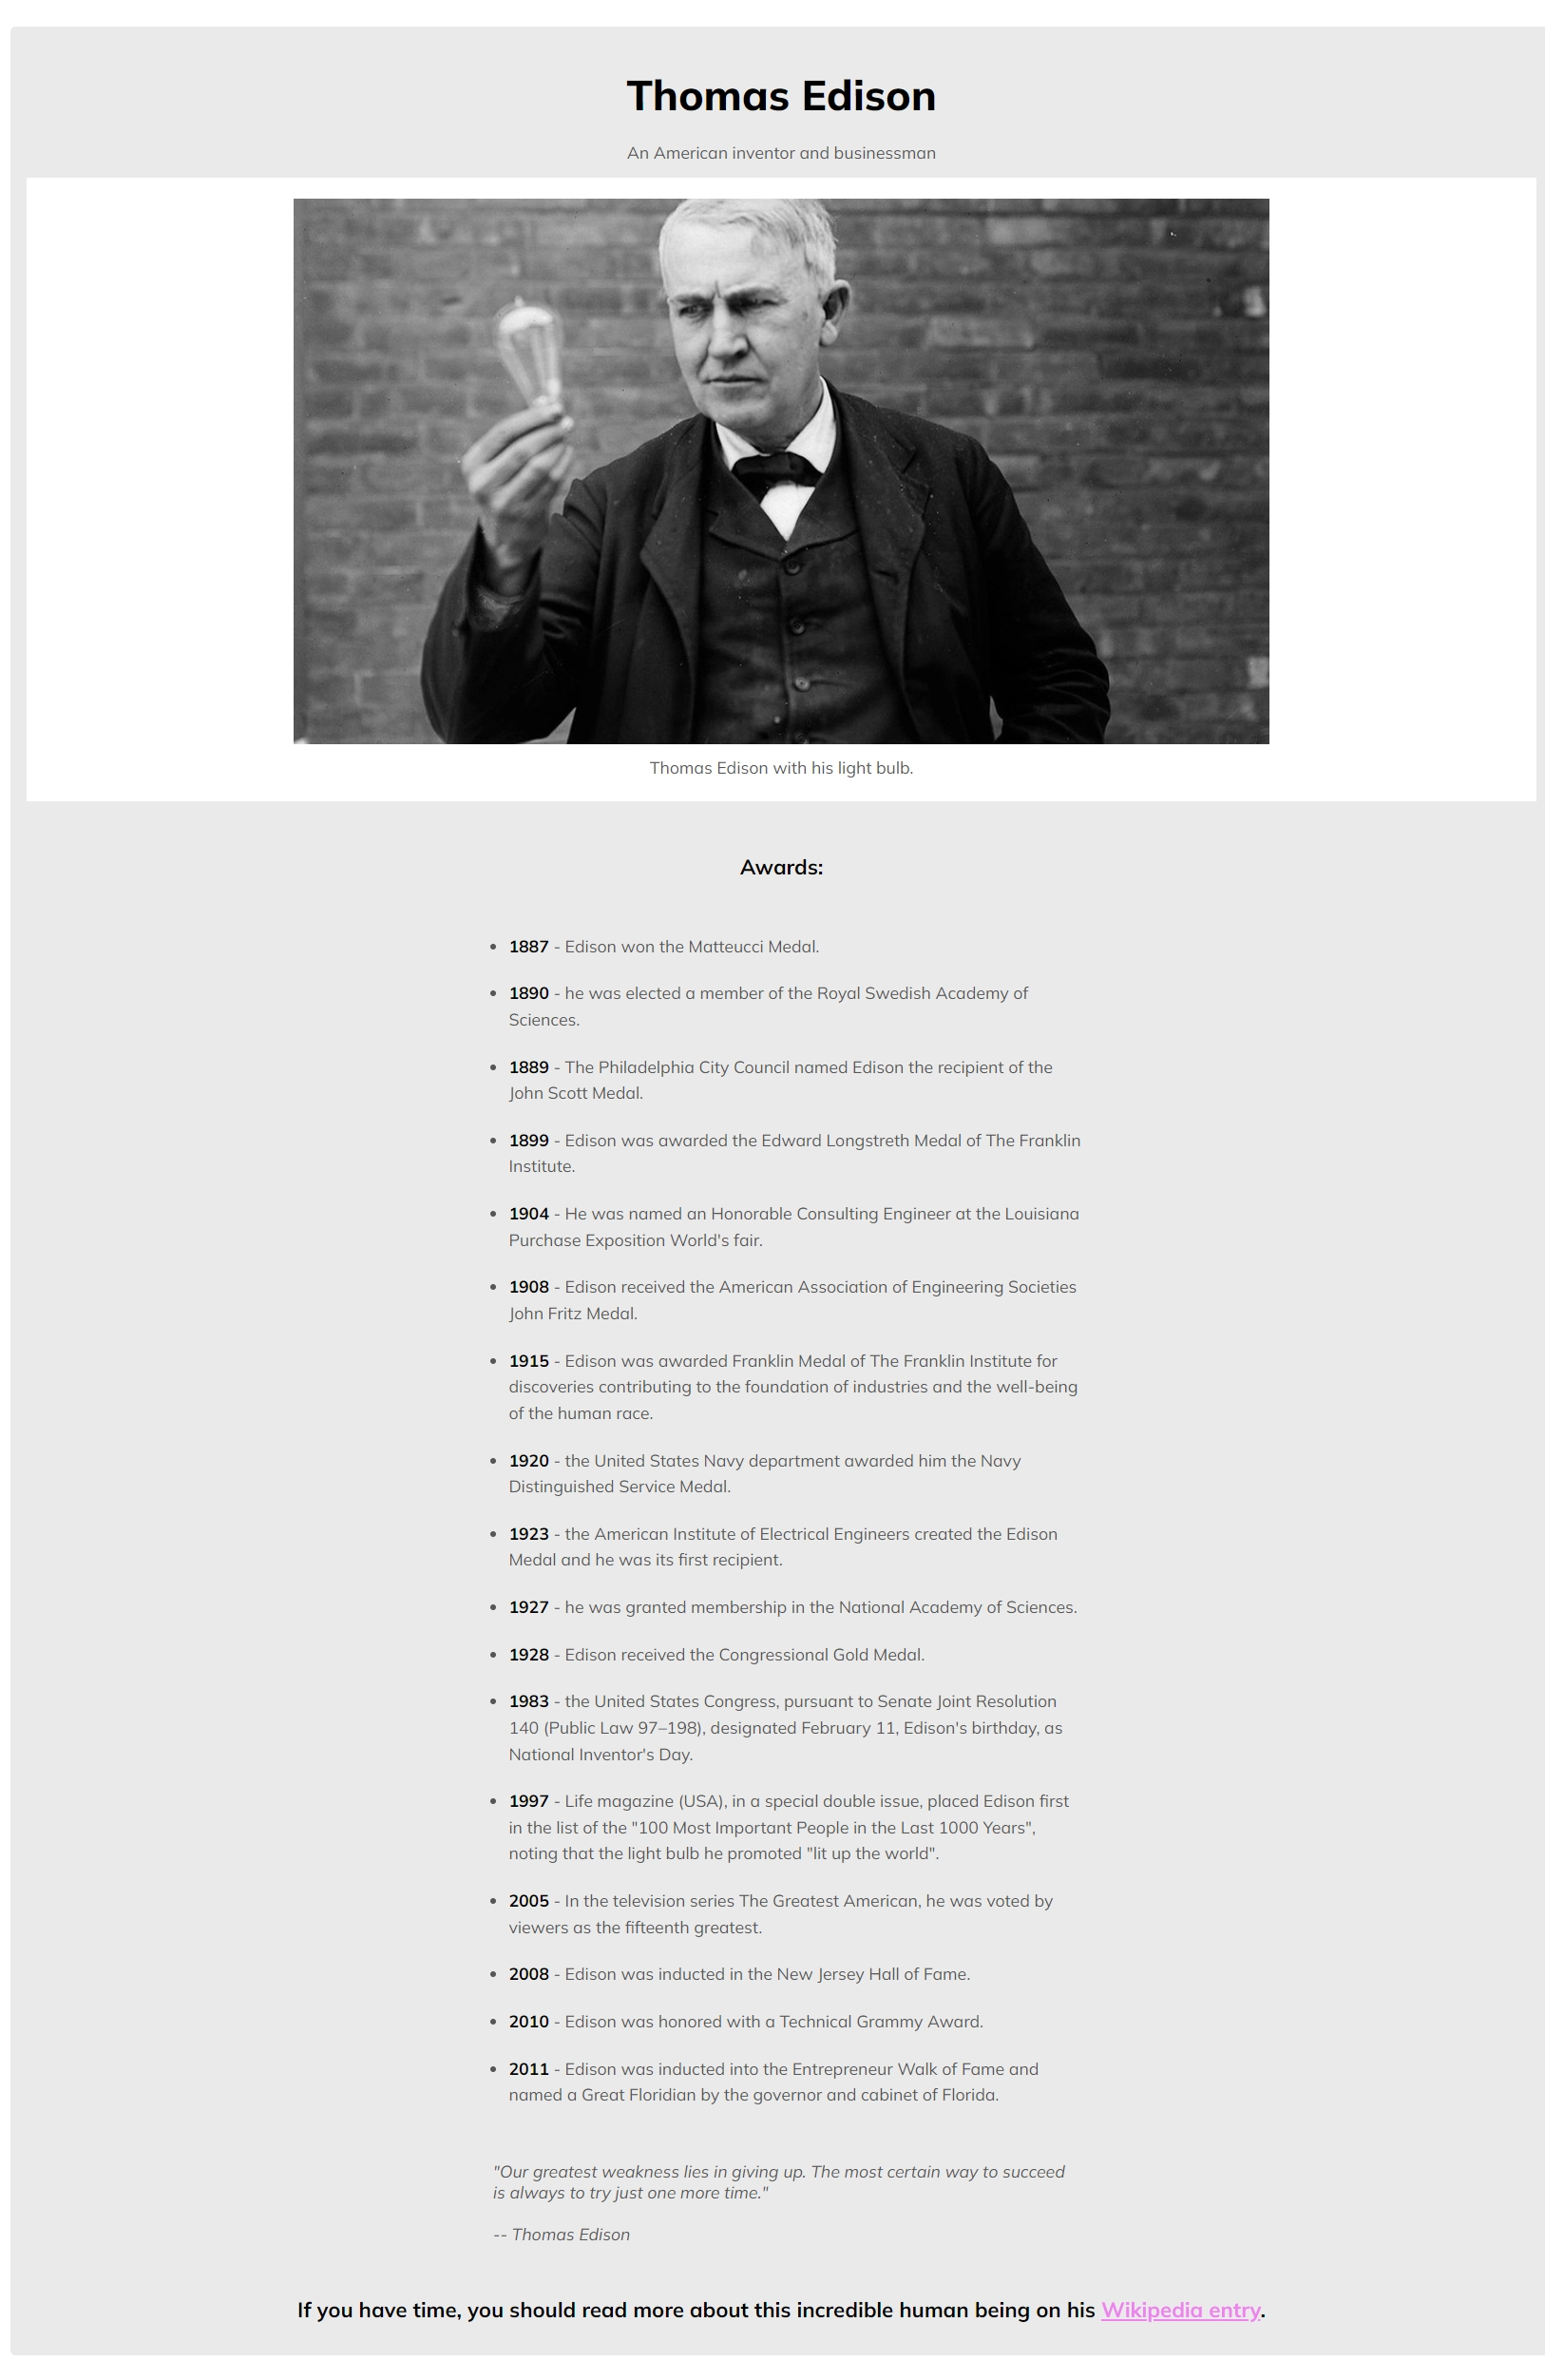 Thomas Edison
An American inventor and businessman
Thomas Edison with his light bulb.
Awards:
1887 - Edison won the Matteucci Medal.
1890 - he was elected a member of the Royal Swedish Academy of
Sciences.
1889 - The Philadelphia City Council named Edison the recipient of the
John Scott Medal.
1899 - Edison was awarded the Edward Longstreth Medal of The Franklin
Institute.
1904 - He was named an Honorable Consulting Engineer at the Louisiana
Purchase Exposition World's fair.
1908 - Edison received the American Association of Engineering Societies
John Fritz Medal.
1915 - Edison was awarded Franklin Medal of The Franklin Institute for
discoveries contributing to the foundation of industries and the well-being
of the human race.
1920 - the United States Navy department awarded him the Navy
Distinguished Service Medal.
1923 - the American Institute of Electrical Engineers created the Edison
Medal and he was its first recipient.
1927 - he was granted membership in the National Academy of Sciences.
1928 - Edison received the Congressional Gold Medal.
1983 - the United States Congress, pursuant to Senate Joint Resolution
140 (Public Law 97–198), designated February 11, Edison's birthday, as
National Inventor's Day.
1997 - Life magazine (USA), in a special double issue, placed Edison first
in the list of the "100 Most Important People in the Last 1000 Years",
noting that the light bulb he promoted "lit up the world".
2005 - In the television series The Greatest American, he was voted by
viewers as the fifteenth greatest.
2008 - Edison was inducted in the New Jersey Hall of Fame.
2010 - Edison was honored with a Technical Grammy Award.
2011 - Edison was inducted into the Entrepreneur Walk of Fame and
named a Great Floridian by the governor and cabinet of Florida.
"Our greatest weakness lies in giving up. The most certain way to succeed
is always to try just one more time."
-- Thomas Edison
If you have time, you should read more about this incredible human being on his Wikipedia entry.